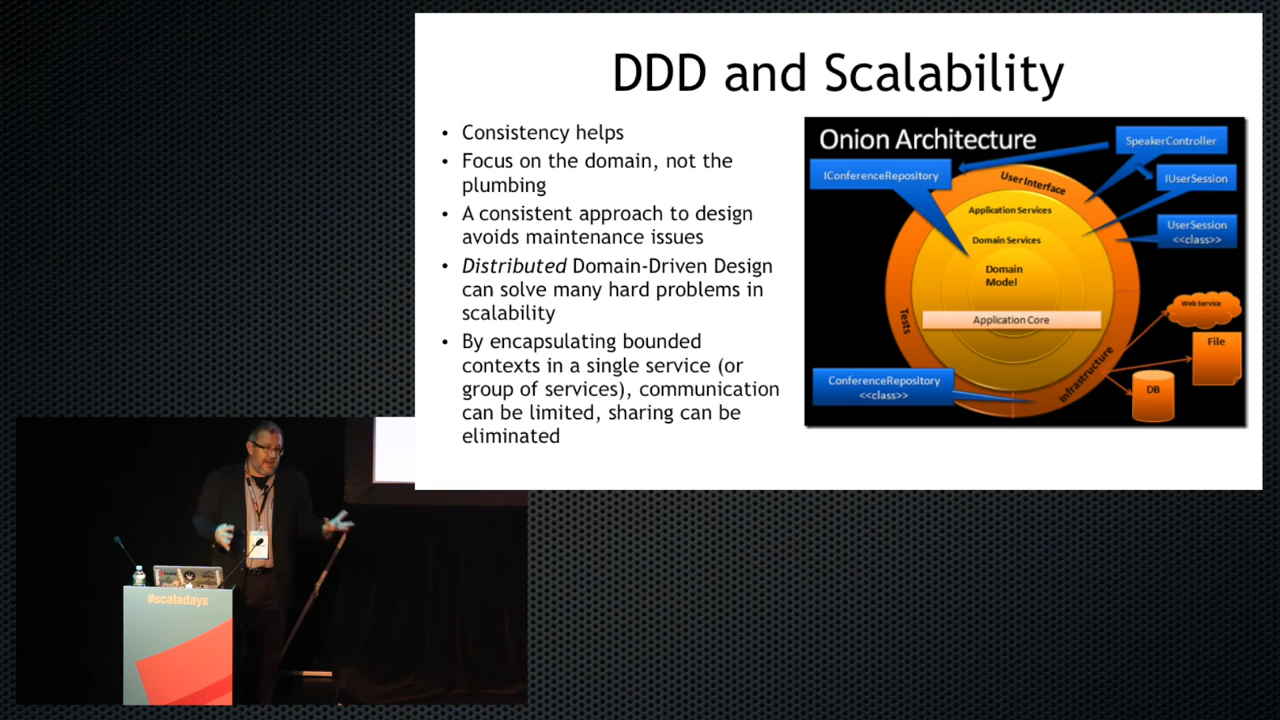 DDD and Scalability
• Consistency helps
• Focus on the domain, not the
plumbing
• A consistent approach to design
avoids maintenance issues
• Distributed Domain-Driven Design
can solve many hard problems in
scalability
• By encapsulating bounded
contexts in a single service (or
group of services), communication
can be limited, sharing can be
eliminated
Onion Architecture
SpeakerController
IConferenceRepository
IUserSession
User Interface
Application Services
UserSession
<<class>>
Domain Services
Domain
Model
Web Service
Tests
Application Core
File
Infrastructure
ConferenceRepository
<<class>>
DB
#scaladays